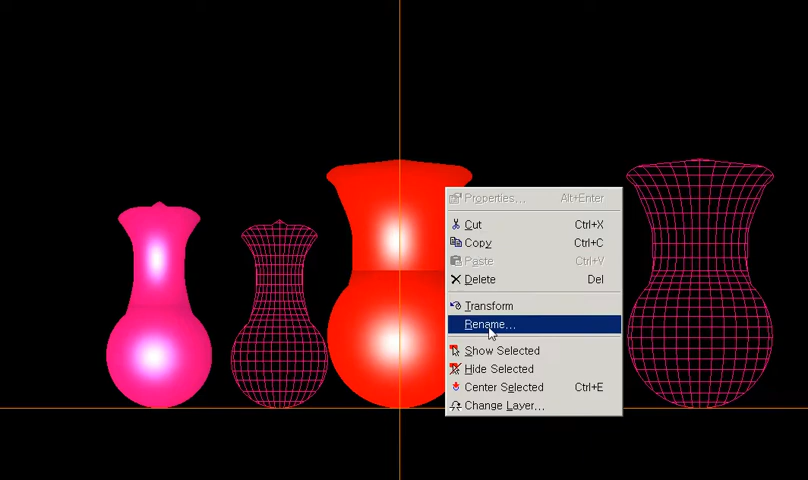 Properties... Alt+Enter
Cut Ctrl+X
Copy Ctrl+C
Paste Ctrl+V
Delete Del
Transform
Rename...
Show Selected
Hide Selected
Center Selected Ctrl+E
Change Layer...